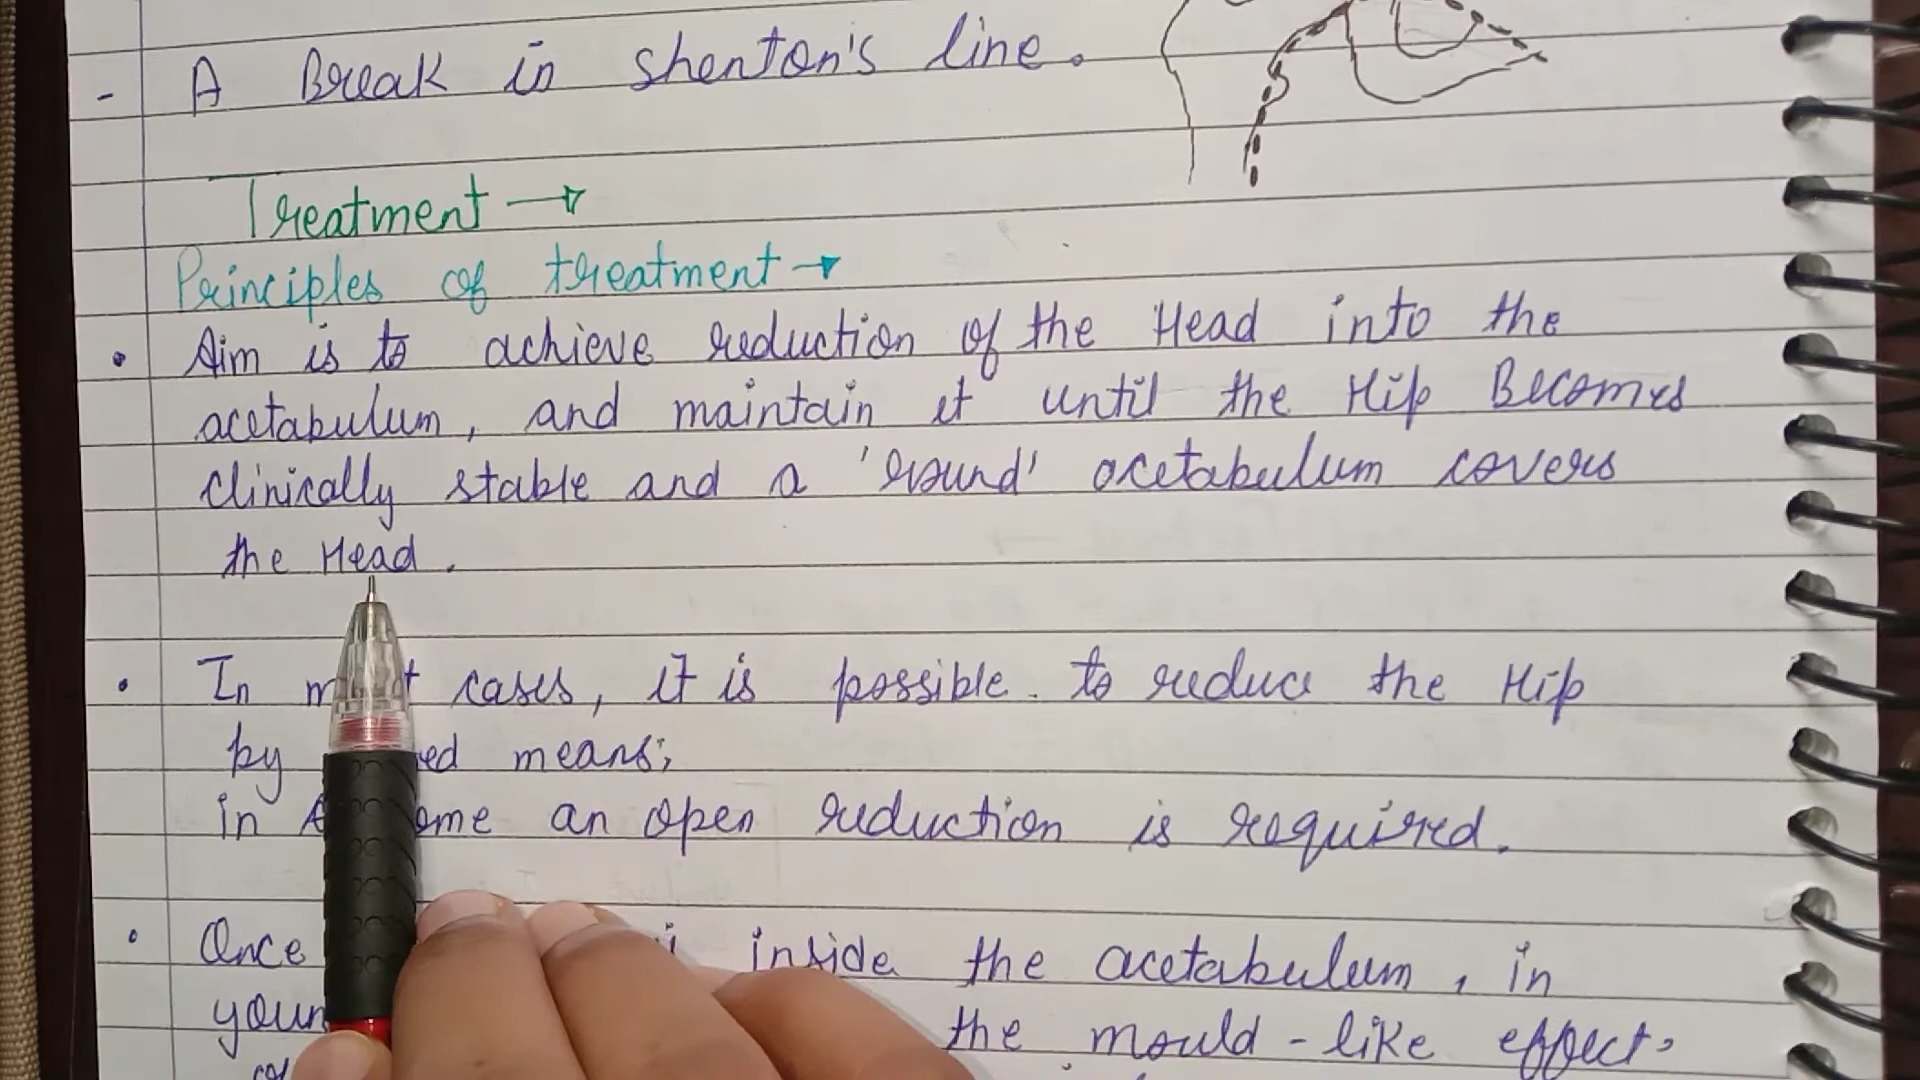 - A Break in Shenton's line.
Treatment →
Principles of treatment →
• Aim is to achieve reduction of the Head into the
acetabulum, and maintain it until the Hip Becomes
clinically stable and a 'round' acetabulum covers
the Head.
• In cases, it is possible to reduce the Hip
by means;
in an open reduction is required.
• Once inside the acetabulum, in
the mould-like effect